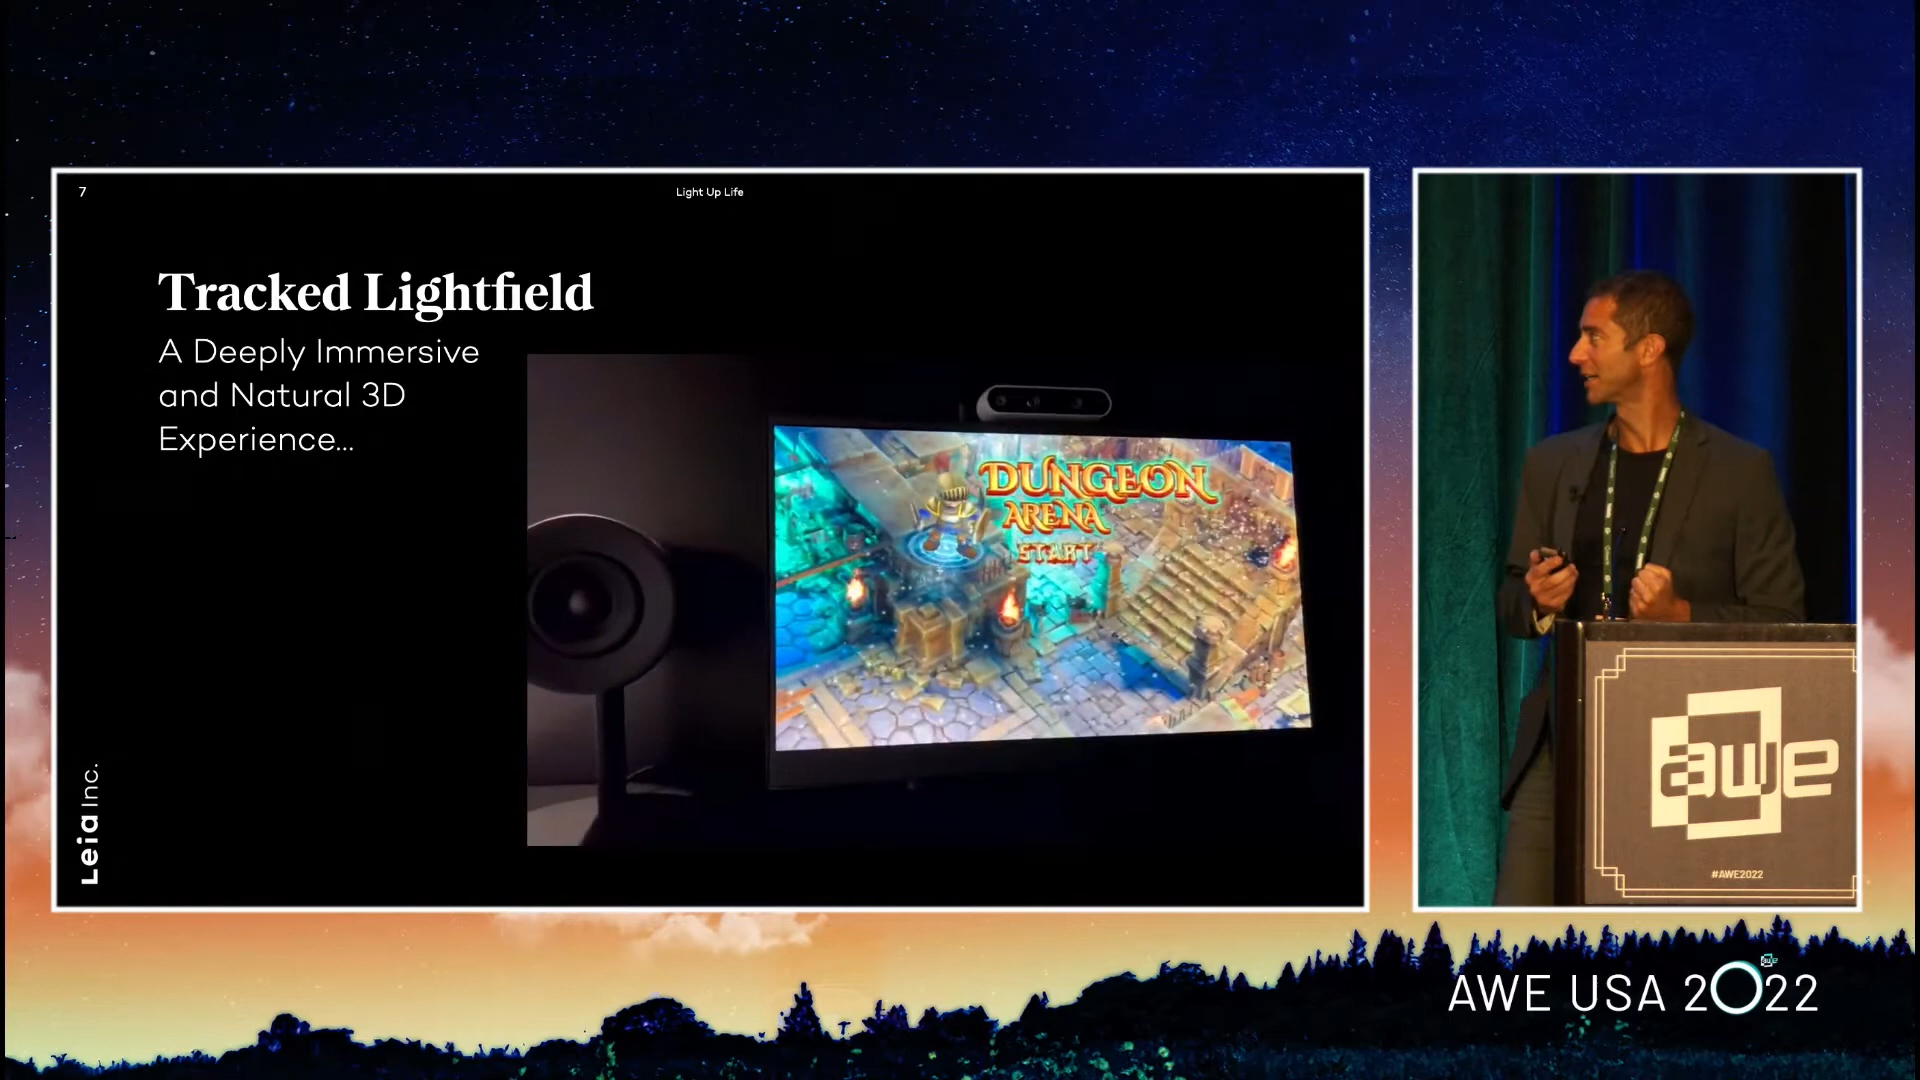 7
Light Up Life
Tracked Lightfield
A Deeply Immersive
and Natural 3D
Experience...
DUNGEON
ARENA
START
Leia Inc.
awe
#AWE2022
awe
AWE USA 2022